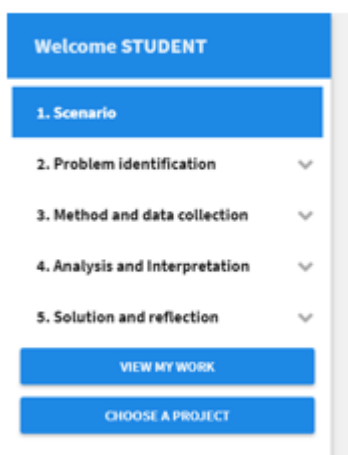 Welcome STUDENT
1. Scenario
2. Problem identification
3. Method and data collection
4. Analysis and Interpretation
5. Solution and reflection
VIEW MY WORK
CHOOSE A PROJECT